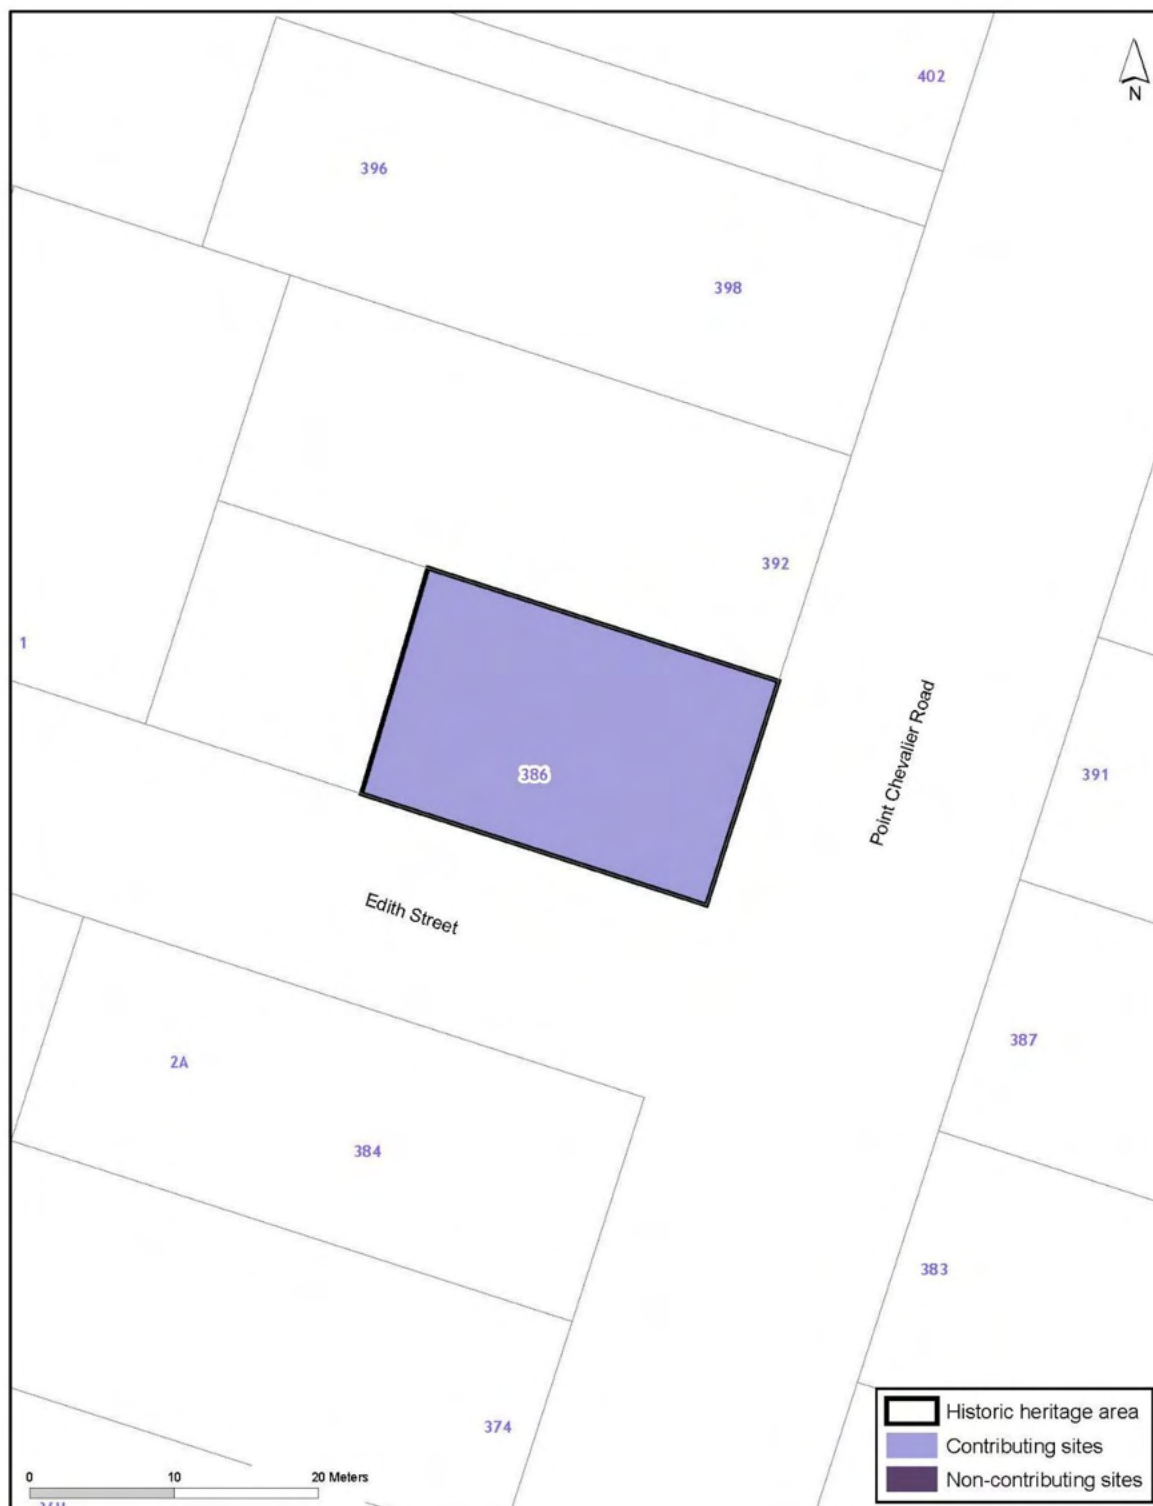 402
N
396
398
392
1
386
Point Chevalier Road
391
Edith Street
387
2A
384
383
374
Historic heritage area
Contributing sites
Non-contributing sites
0 10 20 Meters